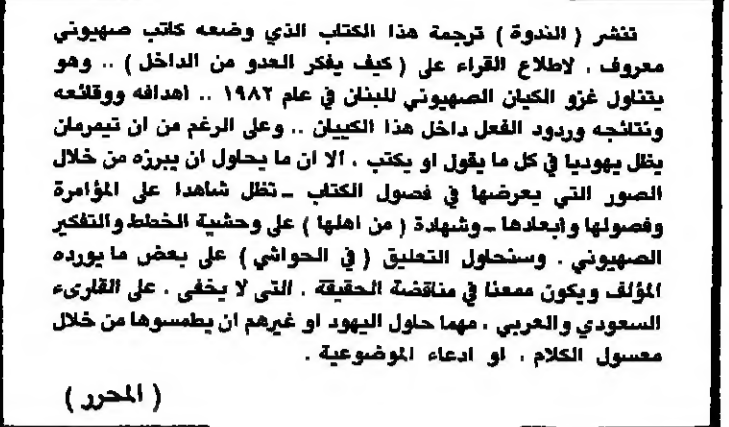 تنشر ( الندوة ) ترجمة هذا الكتاب الذي وضعه كاتب صهيوني
معروف ، لاطلاع القراء على ( كيف يفكر العدو من الداخل ) .. وهو
يتناول غزو الكيان الصهيوني للبنان في عام ١٩٨٢ .. اهدافه ووقائعه
ونتائجه وردود الفعل داخل هذا الكييان .. وعلى الرغم من ان تيمرمان
يظل يهوديا في كل ما يقول او يكتب ، ألا ان ما يحاول ان يبرزه من خلال
الصور التي يعرضها في فصول الكتاب ـ تظل شاهدا على المؤامرة
وفصولها وأبعادها ـ وشهادة ( من اهلها ) على وحشية الخطط والتفكير
الصهيوني . وسنحاول التعليق ( في الحواشي ) على بعض ما يورده
المؤلف ويكون ممعنا في مناقضة الحقيقة . التى لا يخفى . على القارىء
السعودي والعربي ، مهما حاول اليهود او غيرهم ان يطمسوها من خلال
معسول الكلام ، او ادعاء الموضوعية .
( المحرر )